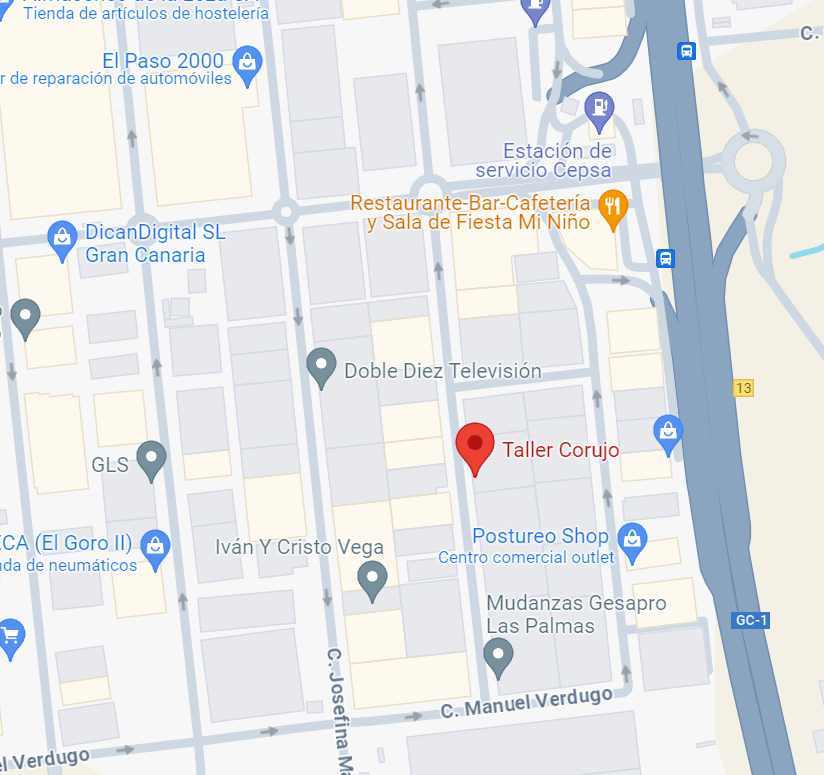 Tienda de artículos de hostelería
El Paso 2000
r de reparación de automóviles
C.
Estación de
servicio Cepsa
Restaurante-Bar-Cafetería
y Sala de Fiesta Mi Niño
DicanDigital SL
Gran Canaria
Doble Diez Televisión
13
Taller Corujo
GLS
Postureo Shop
Centro comercial outlet
ECA (El Goro II)
nda de neumáticos
Iván Y Cristo Vega
Mudanzas Gesapro
Las Palmas
GC-1
C. Josefina Ma
C. Manuel Verdugo
el Verdugo